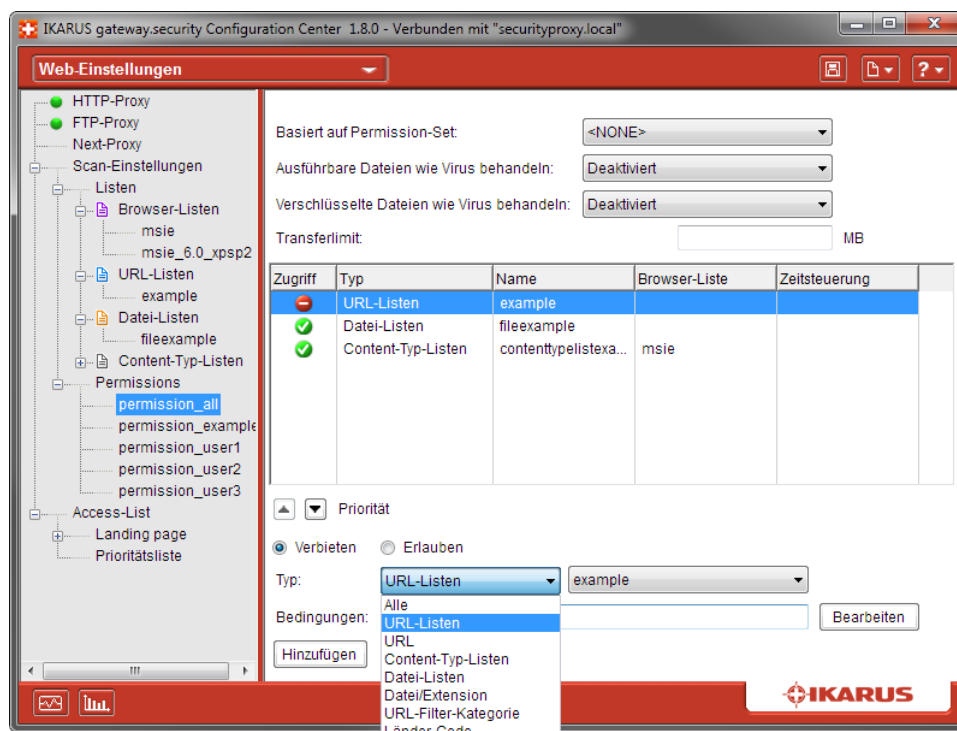 IKARUS gateway.security Configuration Center 1.8.0 - Verbunden mit "securityproxy.local"
Web-Einstellungen
HTTP-Proxy
FTP-Proxy
Next-Proxy
Scan-Einstellungen
Listen
Browser-Listen
msie
msie_6.0_xpsp2
URL-Listen
example
Datei-Listen
fileexample
Content-Typ-Listen
Permissions
permission_all
permission_example
permission_user1
permission_user2
permission_user3
Access-List
Landing page
Prioritätsliste
Basiert auf Permission-Set: <NONE>
Ausführbare Dateien wie Virus behandeln: Deaktiviert
Verschlüsselte Dateien wie Virus behandeln: Deaktiviert
Transferlimit: MB
Zugriff Typ Name Browser-Liste Zeitsteuerung
URL-Listen example
Datei-Listen fileexample
Content-Typ-Listen contenttypelistexa... msie
Priorität
Verbieten Erlauben
Typ: URL-Listen example
Bedingungen: Bearbeiten
Hinzufügen
Alle
URL-Listen
URL
Content-Typ-Listen
Datei-Listen
Datei/Extension
URL-Filter-Kategorie
Länder-Code
IKARUS